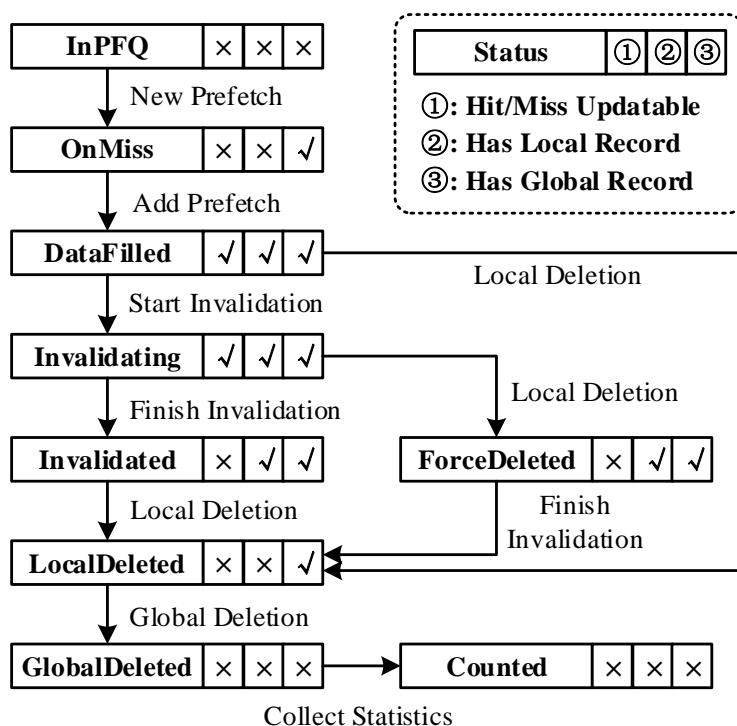 InPFQ × × ×
New Prefetch
OnMiss × × √
Add Prefetch
DataFilled √ √ √
Local Deletion
Start Invalidation
Invalidating √ √ √
Local Deletion
Finish Invalidation
Invalidated × √ √
ForceDeleted × √ √
Local Deletion
Finish
Invalidation
LocalDeleted × × √
Global Deletion
GlobalDeleted × × ×
Counted × × ×
Collect Statistics
Status ① ② ③
①: Hit/Miss Updatable
②: Has Local Record
③: Has Global Record